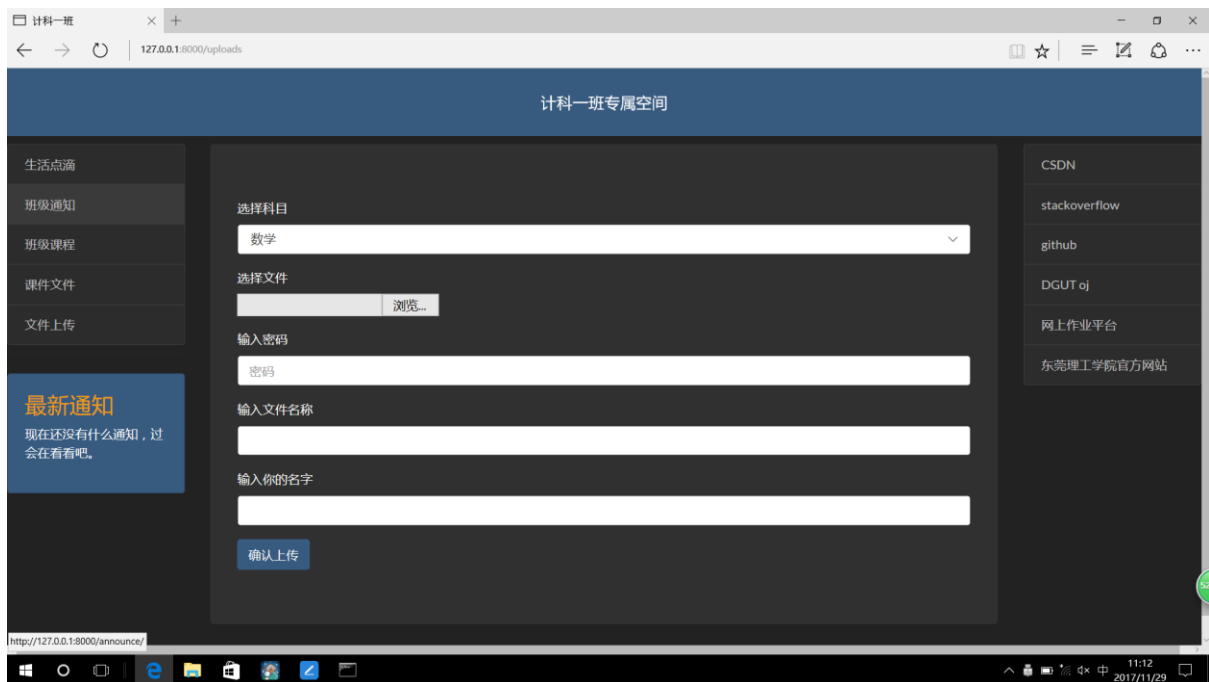 计科一班
127.0.0.1:8000/uploads
计科一班专属空间
生活点滴
班级通知
班级课程
课件文件
文件上传
最新通知
现在还没有什么通知，过
会在看看吧。
选择科目
数学
选择文件
浏览...
输入密码
密码
输入文件名称
输入你的名字
确认上传
CSDN
stackoverflow
github
DGUT oj
网上作业平台
东莞理工学院官方网站
http://127.0.0.1:8000/announce/
中
11:12
2017/11/29